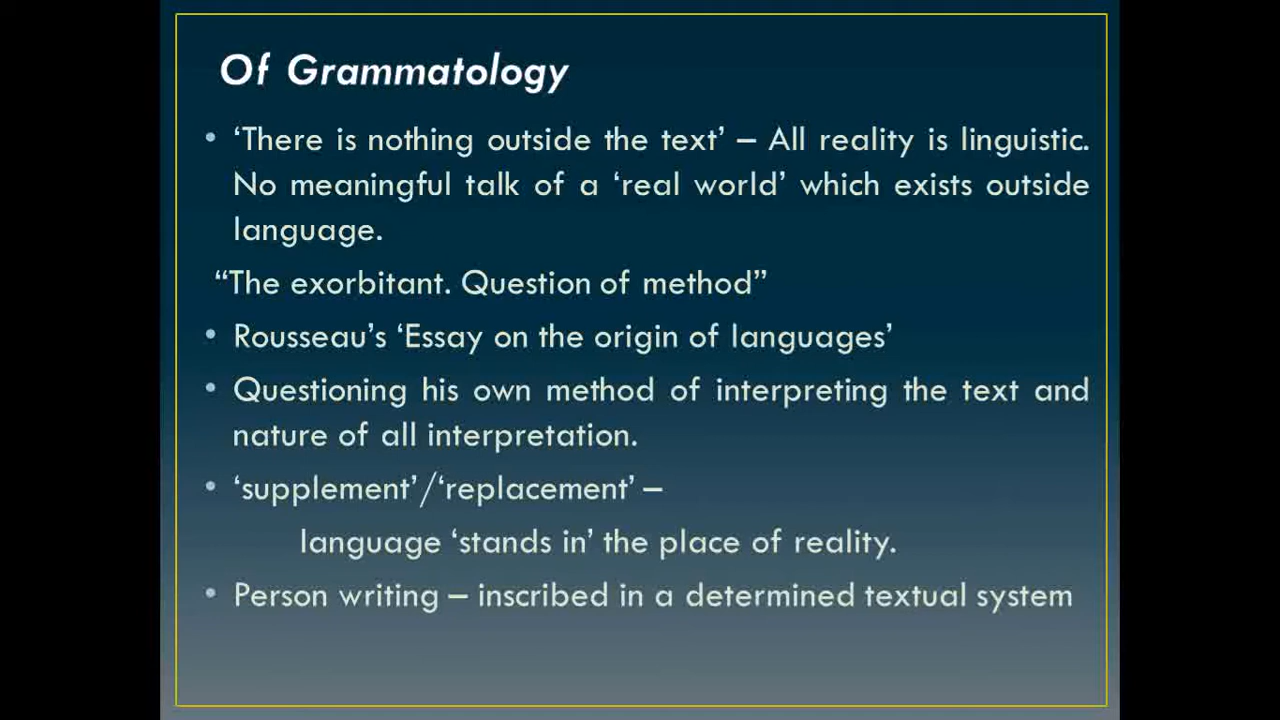 Of Grammatology
• ‘There is nothing outside the text’ – All reality is linguistic.
No meaningful talk of a ‘real world’ which exists outside
language.
“The exorbitant. Question of method”
• Rousseau’s ‘Essay on the origin of languages’
• Questioning his own method of interpreting the text and
nature of all interpretation.
• ‘supplement’/‘replacement’ –
language ‘stands in’ the place of reality.
• Person writing – inscribed in a determined textual system